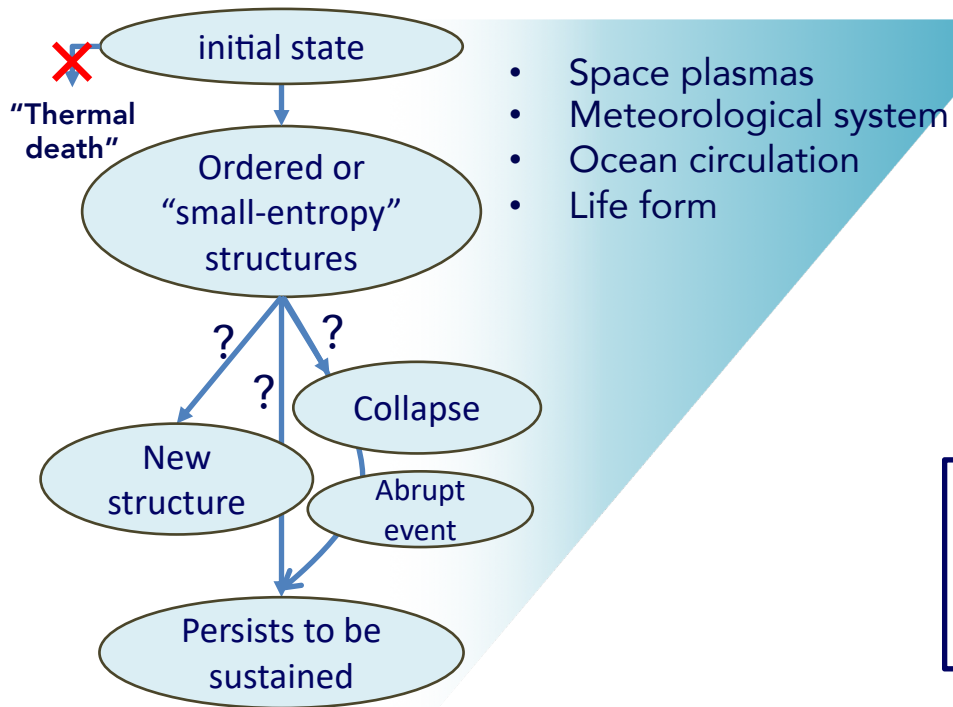 initial state
“Thermal
death”
Ordered or
“small-entropy”
structures
• Space plasmas
• Meteorological system
• Ocean circulation
• Life form
?
?
?
Collapse
New
structure
Abrupt
event
Persists to be
sustained